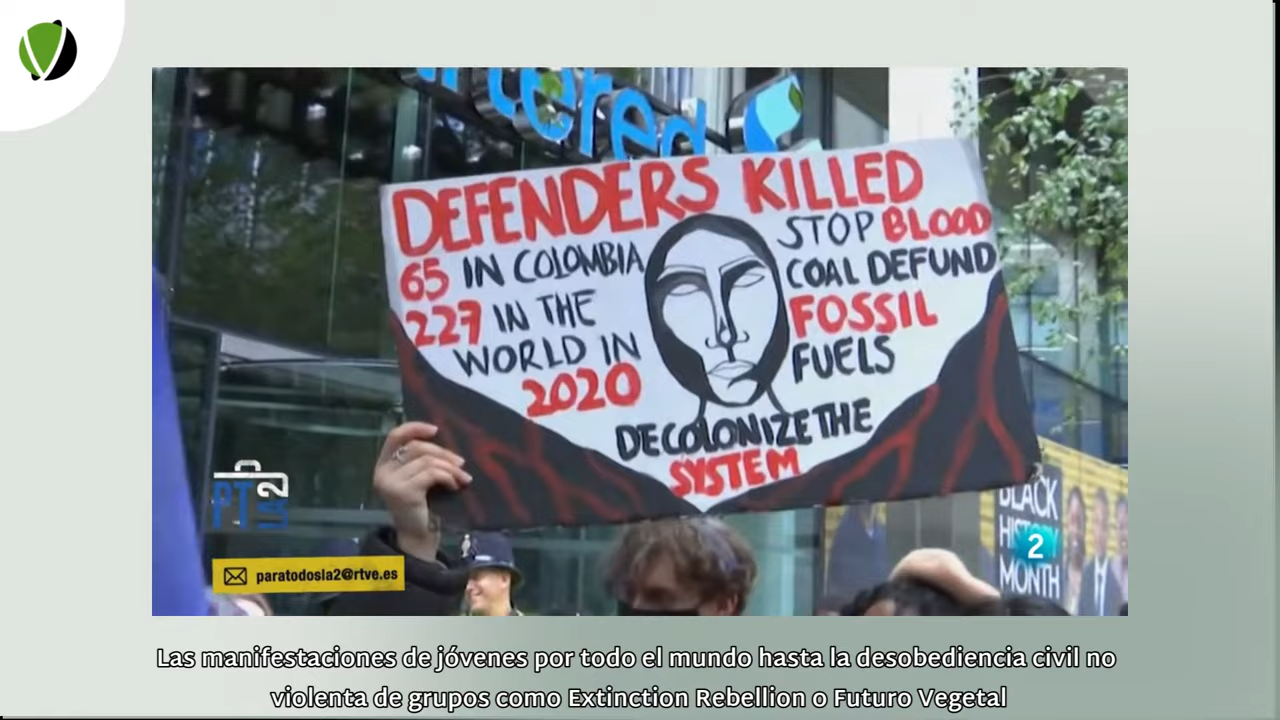 DEFENDERS KILLED
65 IN COLOMBIA
227 IN THE
WORLD IN
2020
STOP BLOOD
COAL DEFUND
FOSSIL
FUELS
DECOLONIZE THE
SYSTEM
BLACK
HISTORY
MONTH
2
PT
LA2
paratodosla2@rtve.es
Las manifestaciones de jóvenes por todo el mundo hasta la desobediencia civil no
violenta de grupos como Extinction Rebellion o Futuro Vegetal